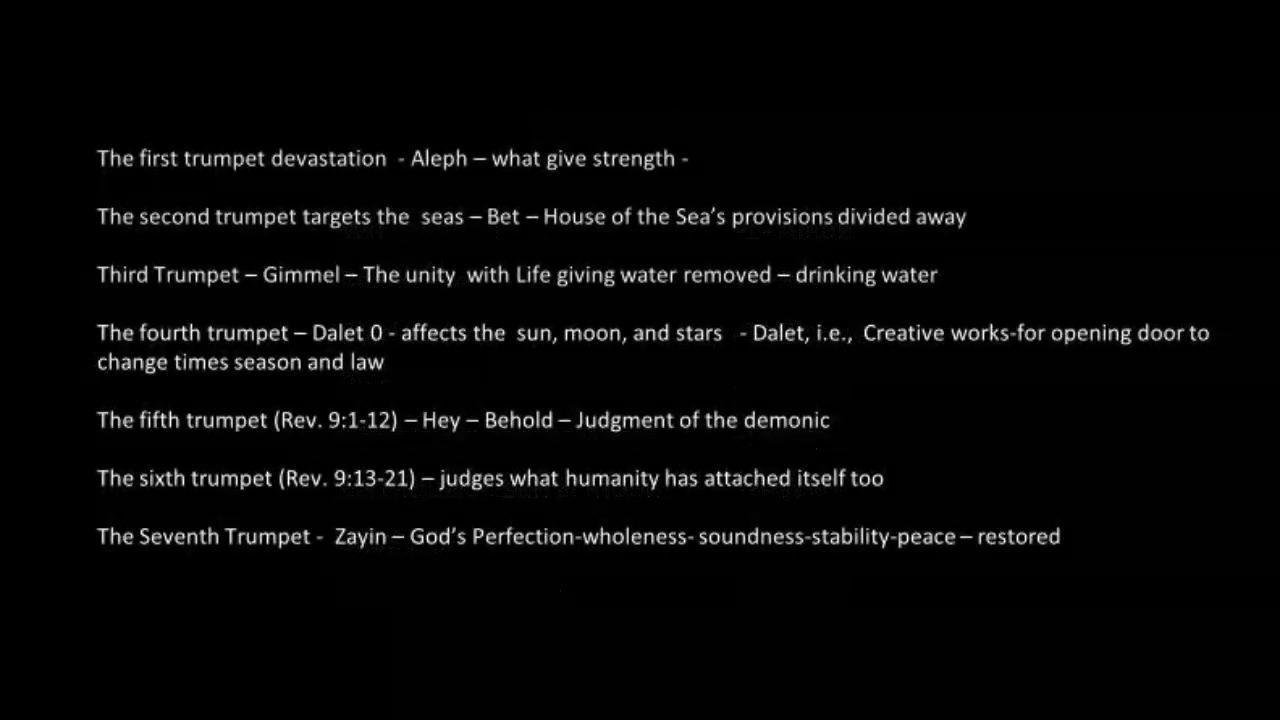 The first trumpet devastation  - Aleph – what give strength -
The second trumpet targets the  seas – Bet – House of the Sea’s provisions divided away
Third Trumpet – Gimmel – The unity  with Life giving water removed – drinking water
The fourth trumpet – Dalet 0 - affects the  sun, moon, and stars   - Dalet, i.e.,  Creative works-for opening door to
change times season and law
The fifth trumpet (Rev. 9:1-12) – Hey – Behold – Judgment of the demonic
The sixth trumpet (Rev. 9:13-21) – judges what humanity has attached itself too
The Seventh Trumpet -  Zayin – God’s Perfection-wholeness- soundness-stability-peace – restored